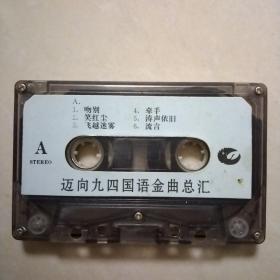 A.
1. 吻别 4. 牵手
2. 笑红尘 5. 涛声依旧
3. 飞越迷雾 6. 流言
A
STEREO
迈向九四国语金曲总汇